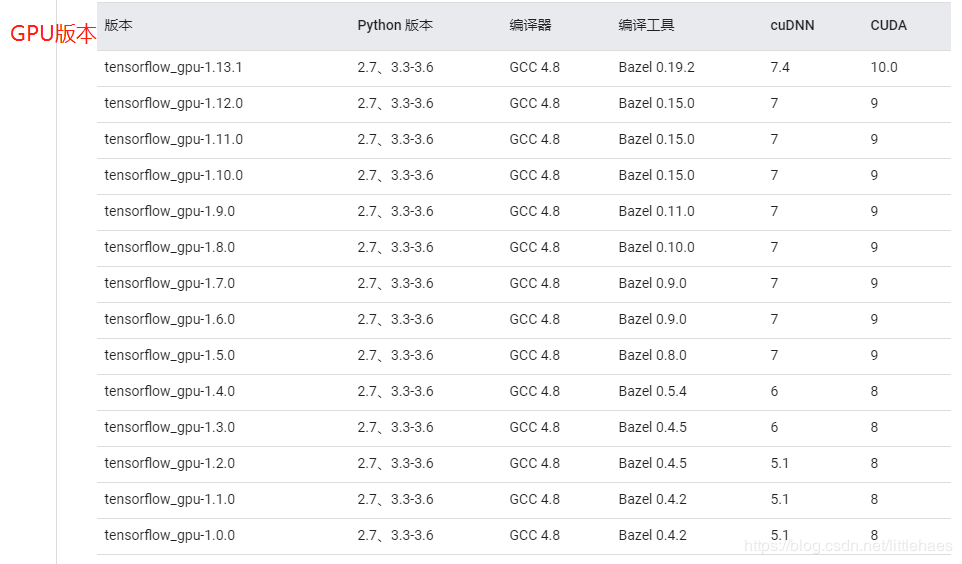 GPU版本
版本 Python 版本 编译器 编译工具 cuDNN CUDA
tensorflow_gpu-1.13.1 2.7、3.3-3.6 GCC 4.8 Bazel 0.19.2 7.4 10.0
tensorflow_gpu-1.12.0 2.7、3.3-3.6 GCC 4.8 Bazel 0.15.0 7 9
tensorflow_gpu-1.11.0 2.7、3.3-3.6 GCC 4.8 Bazel 0.15.0 7 9
tensorflow_gpu-1.10.0 2.7、3.3-3.6 GCC 4.8 Bazel 0.15.0 7 9
tensorflow_gpu-1.9.0 2.7、3.3-3.6 GCC 4.8 Bazel 0.11.0 7 9
tensorflow_gpu-1.8.0 2.7、3.3-3.6 GCC 4.8 Bazel 0.10.0 7 9
tensorflow_gpu-1.7.0 2.7、3.3-3.6 GCC 4.8 Bazel 0.9.0 7 9
tensorflow_gpu-1.6.0 2.7、3.3-3.6 GCC 4.8 Bazel 0.9.0 7 9
tensorflow_gpu-1.5.0 2.7、3.3-3.6 GCC 4.8 Bazel 0.8.0 7 9
tensorflow_gpu-1.4.0 2.7、3.3-3.6 GCC 4.8 Bazel 0.5.4 6 8
tensorflow_gpu-1.3.0 2.7、3.3-3.6 GCC 4.8 Bazel 0.4.5 6 8
tensorflow_gpu-1.2.0 2.7、3.3-3.6 GCC 4.8 Bazel 0.4.5 5.1 8
tensorflow_gpu-1.1.0 2.7、3.3-3.6 GCC 4.8 Bazel 0.4.2 5.1 8
tensorflow_gpu-1.0.0 2.7、3.3-3.6 GCC 4.8 Bazel 0.4.2 5.1 8
https://blog.csdn.net/littlehaes